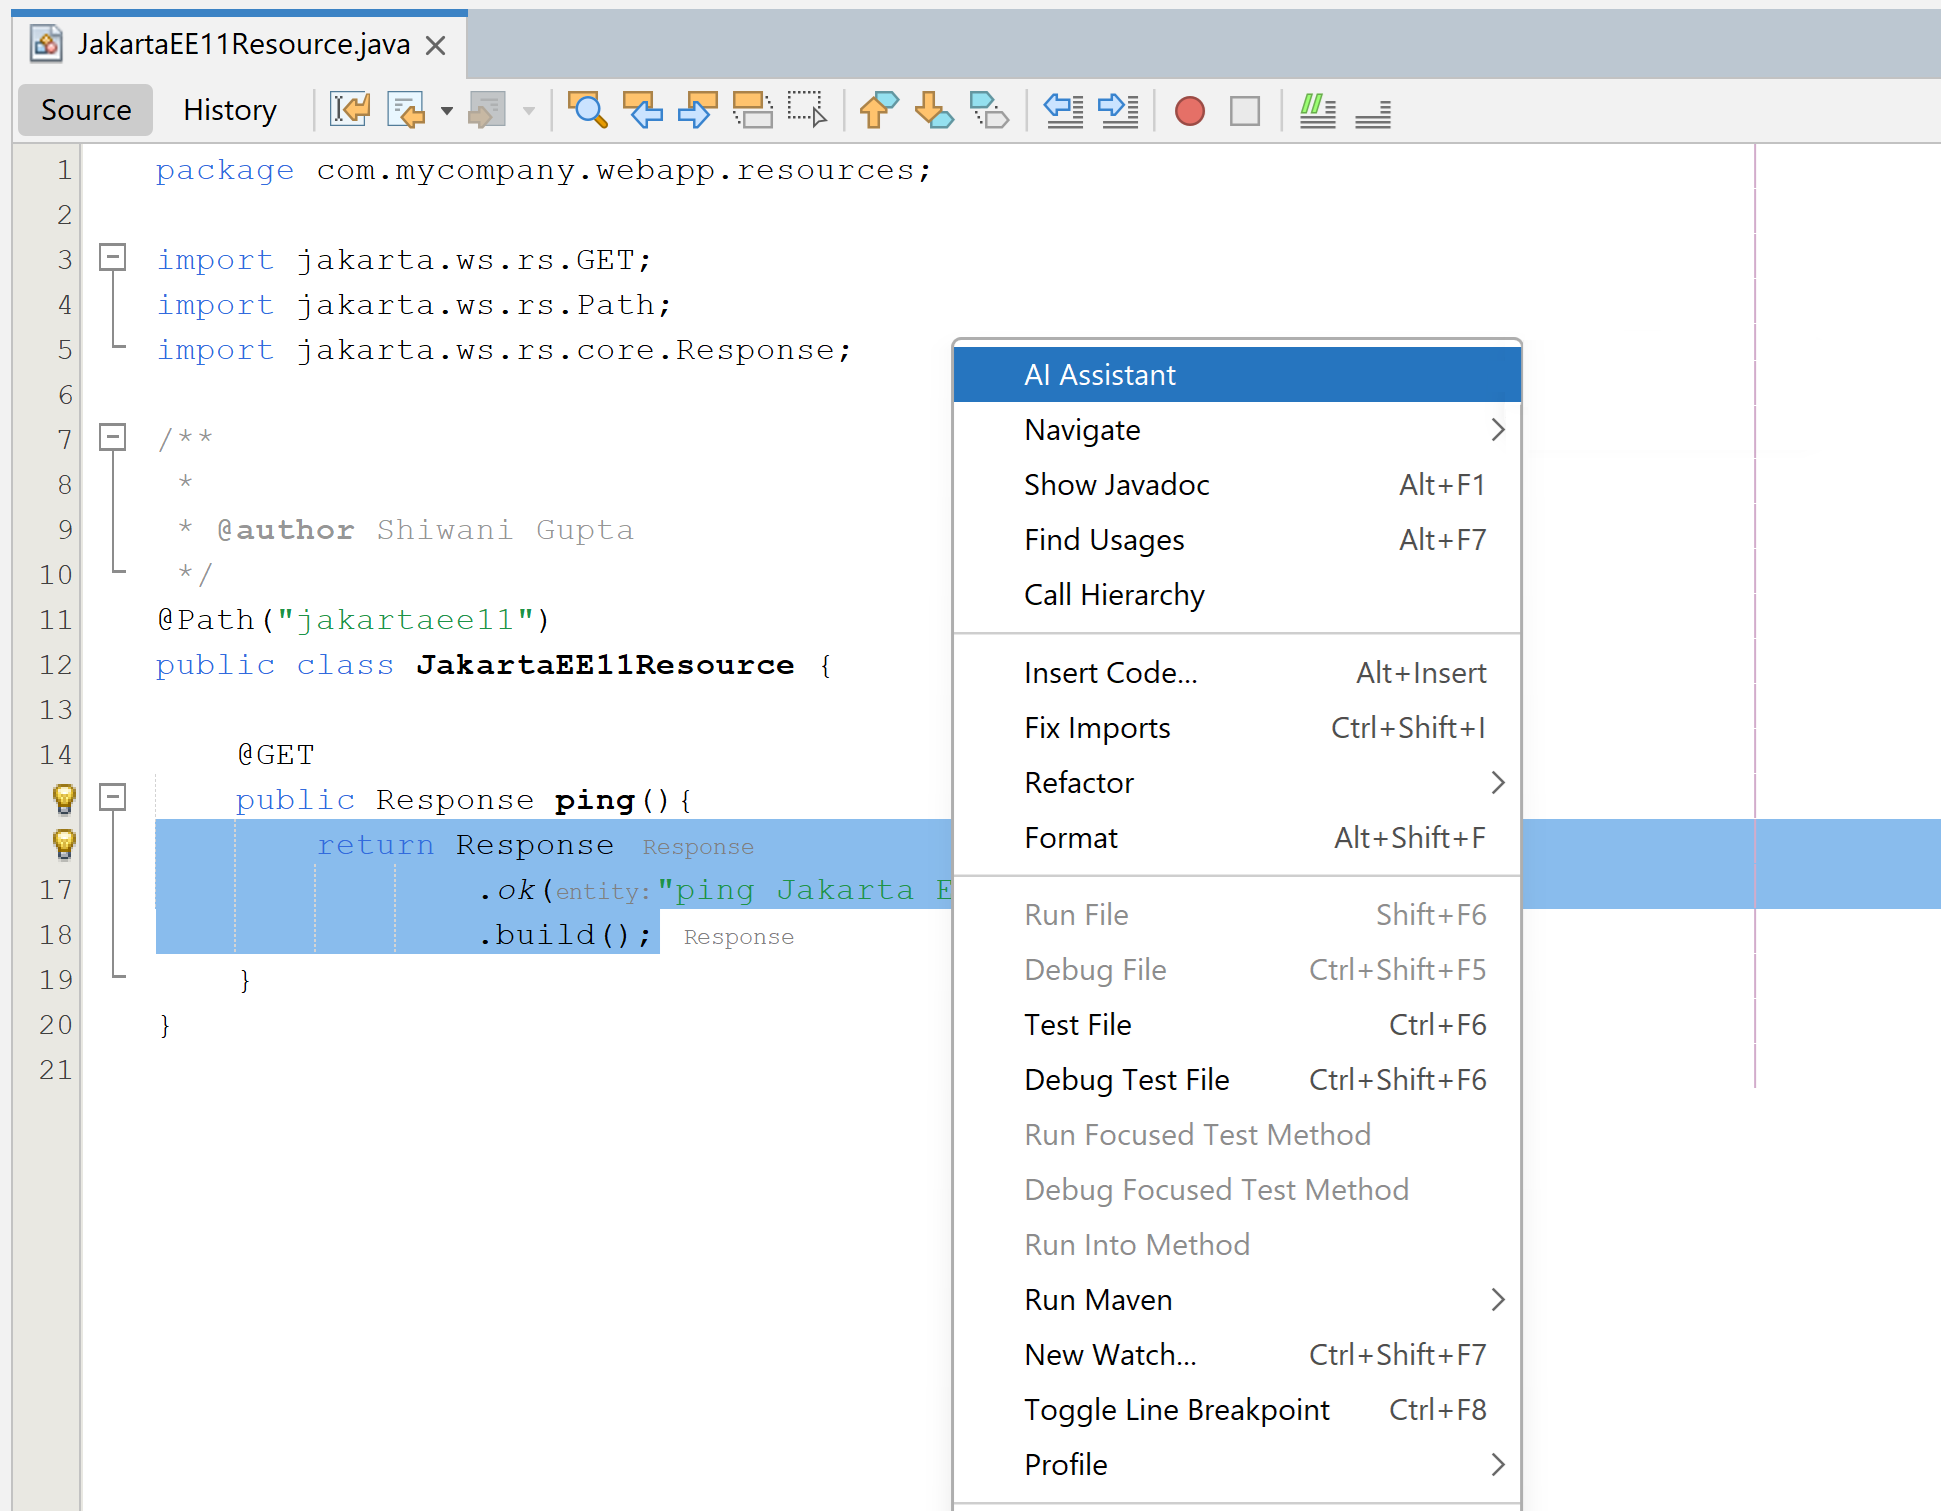 JakartaEE11Resource.java
Source History
1 package com.mycompany.webapp.resources;
2
3 import jakarta.ws.rs.GET;
4 import jakarta.ws.rs.Path;
5 import jakarta.ws.rs.core.Response;
6
7 /**
8 *
9 * @author Shiwani Gupta
10 */
11 @Path("jakartaee11")
12 public class JakartaEE11Resource {
13
14 @GET
public Response ping(){
return Response Response
17 .ok(entity:"ping Jakarta E
18 .build(); Response
19 }
20 }
21
AI Assistant
Navigate
Show Javadoc Alt+F1
Find Usages Alt+F7
Call Hierarchy
Insert Code... Alt+Insert
Fix Imports Ctrl+Shift+I
Refactor
Format Alt+Shift+F
Run File Shift+F6
Debug File Ctrl+Shift+F5
Test File Ctrl+F6
Debug Test File Ctrl+Shift+F6
Run Focused Test Method
Debug Focused Test Method
Run Into Method
Run Maven
New Watch... Ctrl+Shift+F7
Toggle Line Breakpoint Ctrl+F8
Profile